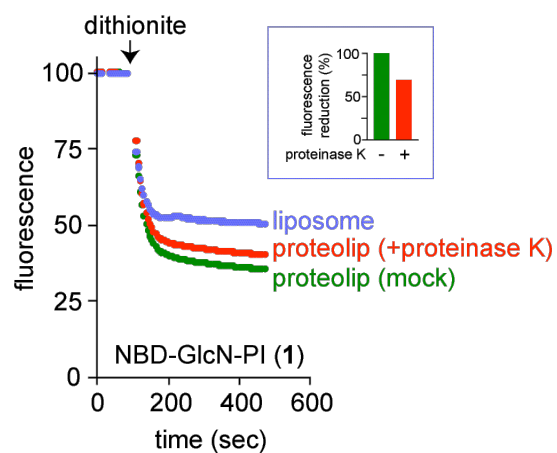 dithionite
100
75
50
25
0
fluorescence
0 200 400 600
time (sec)
NBD-GlcN-PI (1)
liposome
proteolip (+proteinase K)
proteolip (mock)
fluorescence
reduction (%)
100
50
0
proteinase K - +